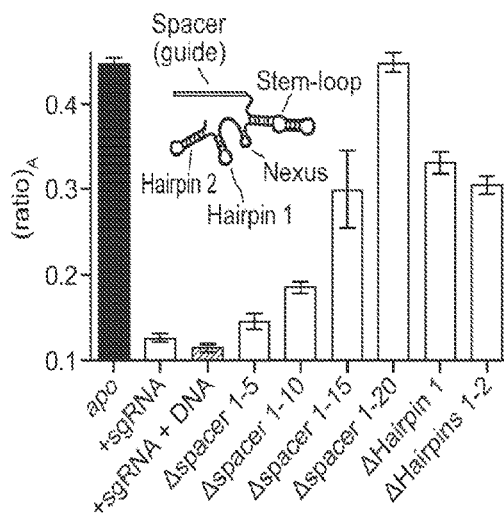 (ratio)A
0.4
0.3
0.2
0.1
Spacer
(guide)
Stem-loop
Nexus
Hairpin 2
Hairpin 1
apo
+sgRNA
+sgRNA + DNA
Δspacer 1-5
Δspacer 1-10
Δspacer 1-15
Δspacer 1-20
ΔHairpin 1
ΔHairpins 1-2